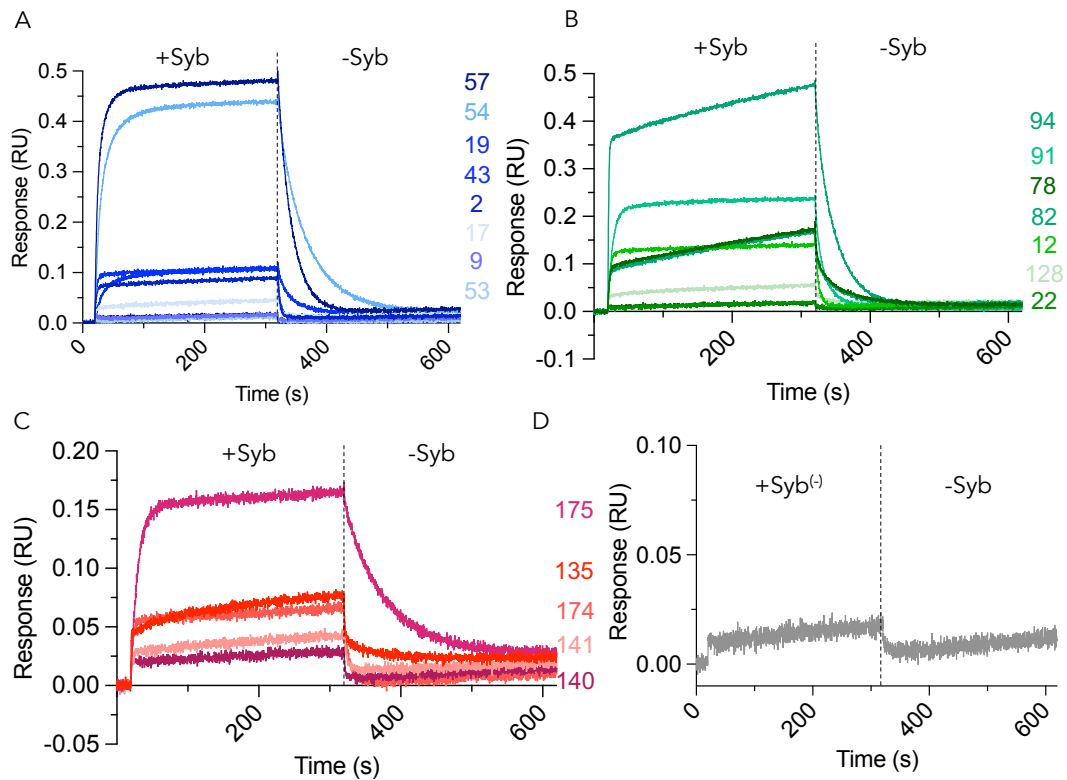 A
+Syb
-Syb
0.5
0.4
0.3
0.2
0.1
0.0
Response (RU)
0
200
400
600
Time (s)
57
54
19
43
2
17
9
53
B
+Syb
-Syb
0.5
0.4
0.3
0.2
0.1
0.0
-0.1
Response (RU)
200
400
600
Time (s)
94
91
78
82
12
128
22
C
+Syb
-Syb
0.20
0.15
0.10
0.05
0.00
-0.05
Response (RU)
200
400
600
Time (s)
175
135
174
141
140
D
+Syb(-)
-Syb
0.10
0.05
0.00
Response (RU)
0
200
400
600
Time (s)